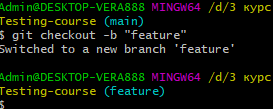 Admin@DESKTOP-VERA888 MINGW64 /d/3 курс
Testing-course (main)
$ git checkout -b "feature"
Switched to a new branch 'feature'
Admin@DESKTOP-VERA888 MINGW64 /d/3 курс
Testing-course (feature)
$